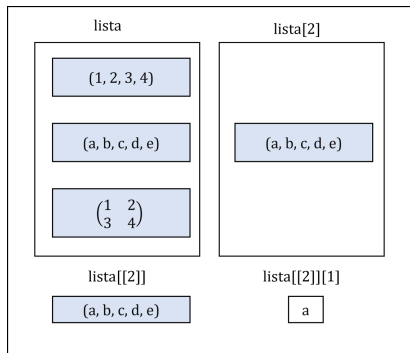 lista
(1, 2, 3, 4)
(a, b, c, d, e)
(1 2
3 4)
lista[2]
(a, b, c, d, e)
lista[[2]]
(a, b, c, d, e)
lista[[2]][1]
a